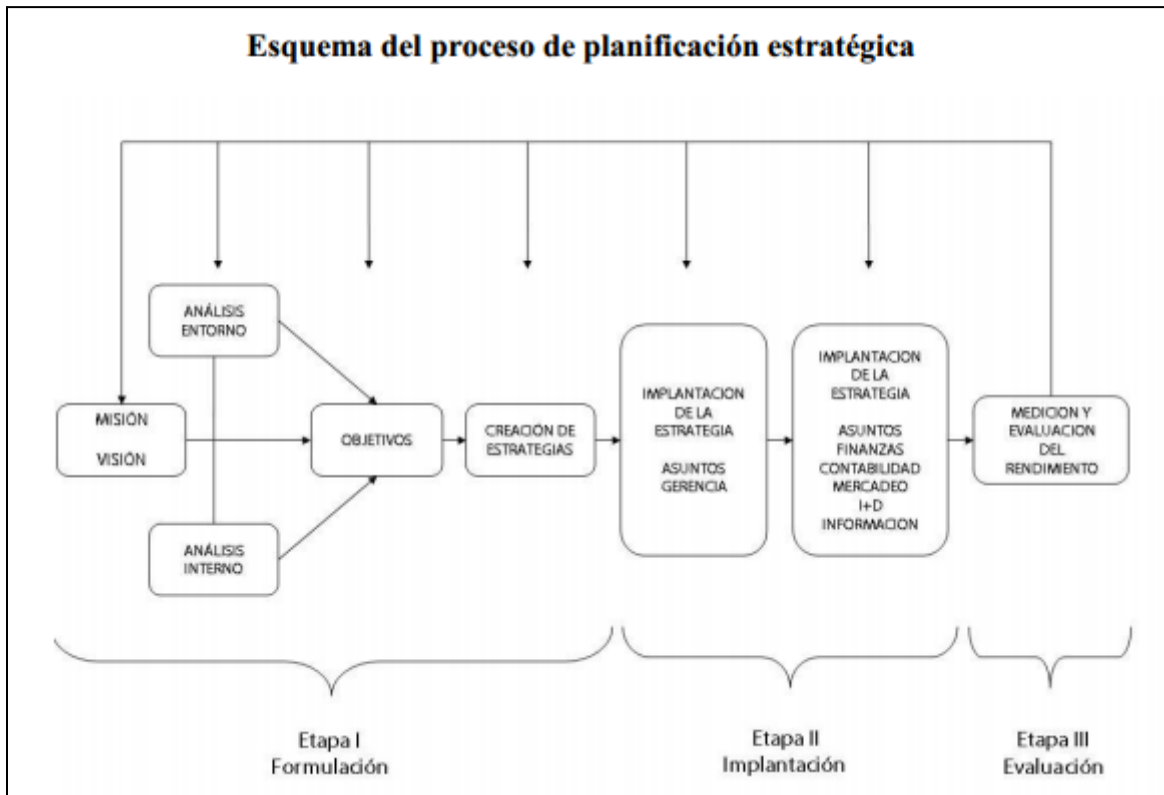 Esquema del proceso de planificación estratégica
ANÁLISIS
ENTORNO
MISIÓN
VISIÓN
ANÁLISIS
INTERNO
OBJETIVOS
CREACIÓN DE
ESTRATEGIAS
IMPLANTACION
DE LA
ESTRATEGIA
ASUNTOS
GERENCIA
IMPLANTACION
DE LA
ESTRATEGIA
ASUNTOS
FINANZAS
CONTABILIDAD
MERCADEO
I+D
INFORMACION
MEDICION Y
EVALUACION
DEL
RENDIMIENTO
Etapa I
Formulación
Etapa II
Implantación
Etapa III
Evaluación